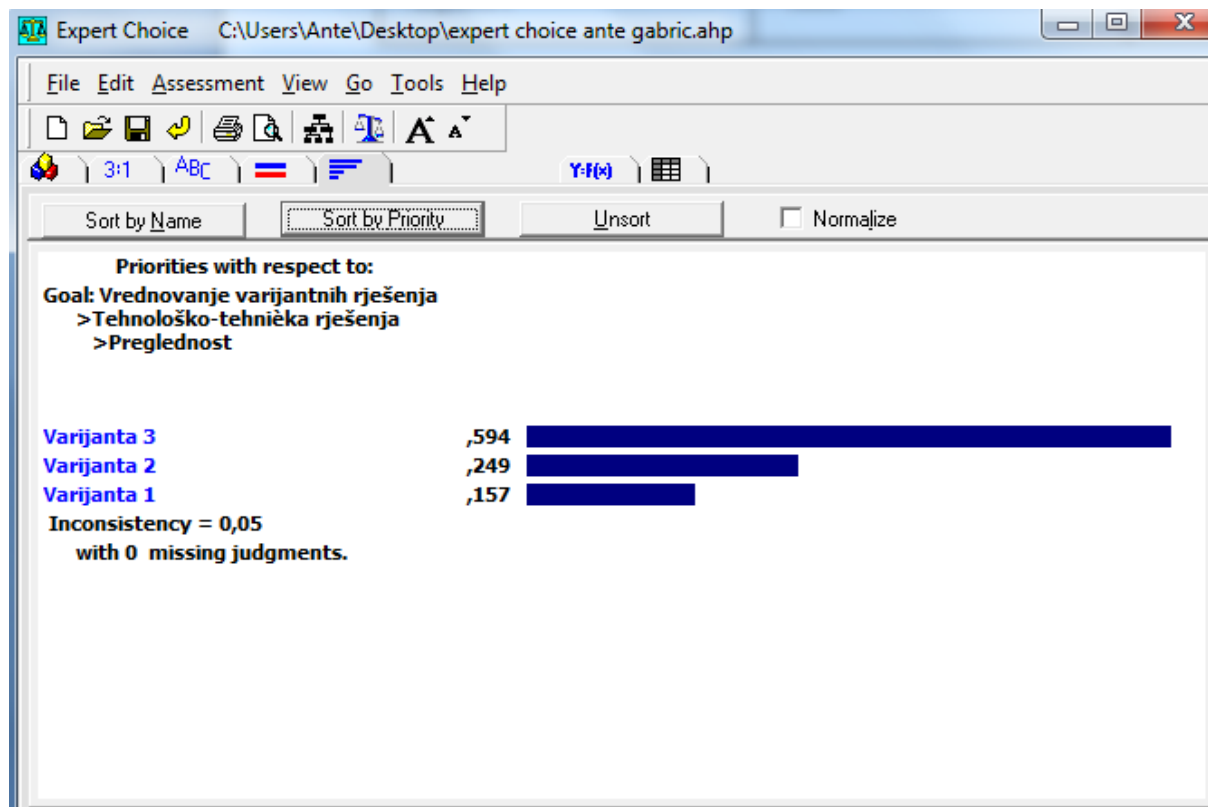 Expert Choice C:\Users\Ante\Desktop\expert choice ante gabric.ahp
File Edit Assessment View Go Tools Help
A A
3:1 ABC Y=F(x)
Sort by Name Sort by Priority Unsort Normalize
Priorities with respect to:
Goal: Vrednovanje varijantnih rješenja
>Tehnološko-tehnièka rješenja
>Preglednost
Varijanta 3 ,594
Varijanta 2 ,249
Varijanta 1 ,157
Inconsistency = 0,05
with 0 missing judgments.